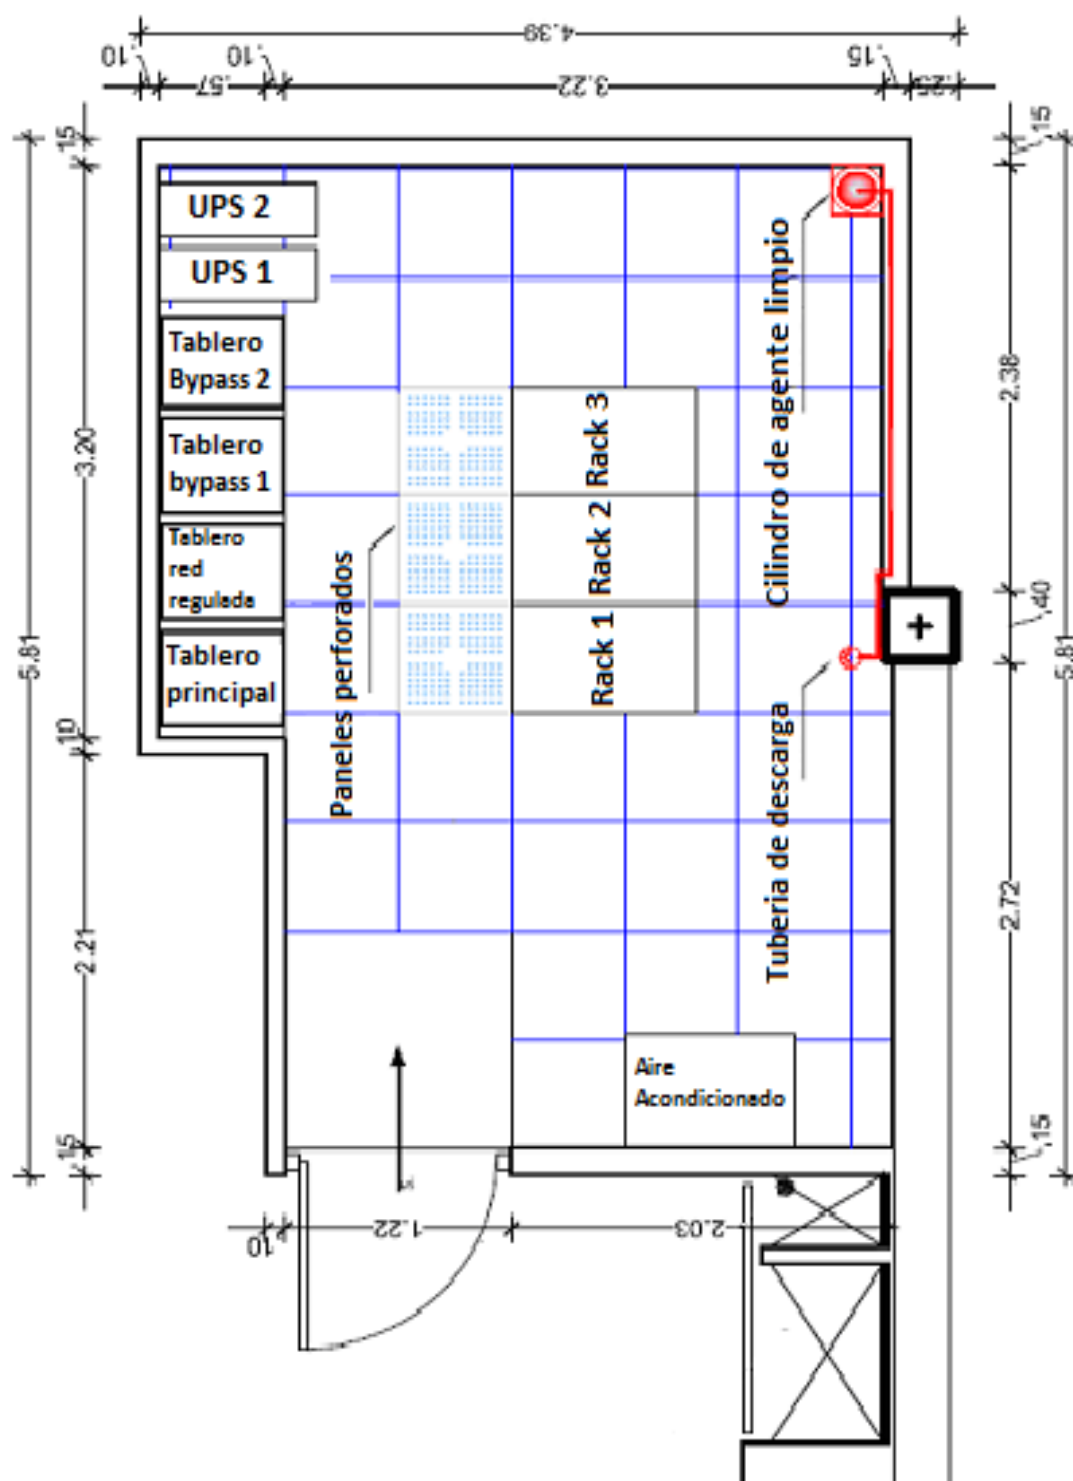 4.39
.10
.57
.10
3.22
.15
.25
.15
.15
UPS 2
UPS 1
Tablero
Bypass 2
Tablero
bypass 1
Tablero
red
regulada
Tablero
principal
Paneles perforados
Rack 3
Rack 2
Rack 1
Cilindro de agente limpio
Tuberia de descarga
Aire
Acondicionado
3.20
5.81
.10
2.21
.15
2.38
.40
5.81
2.72
.15
.10
1.22
2.03